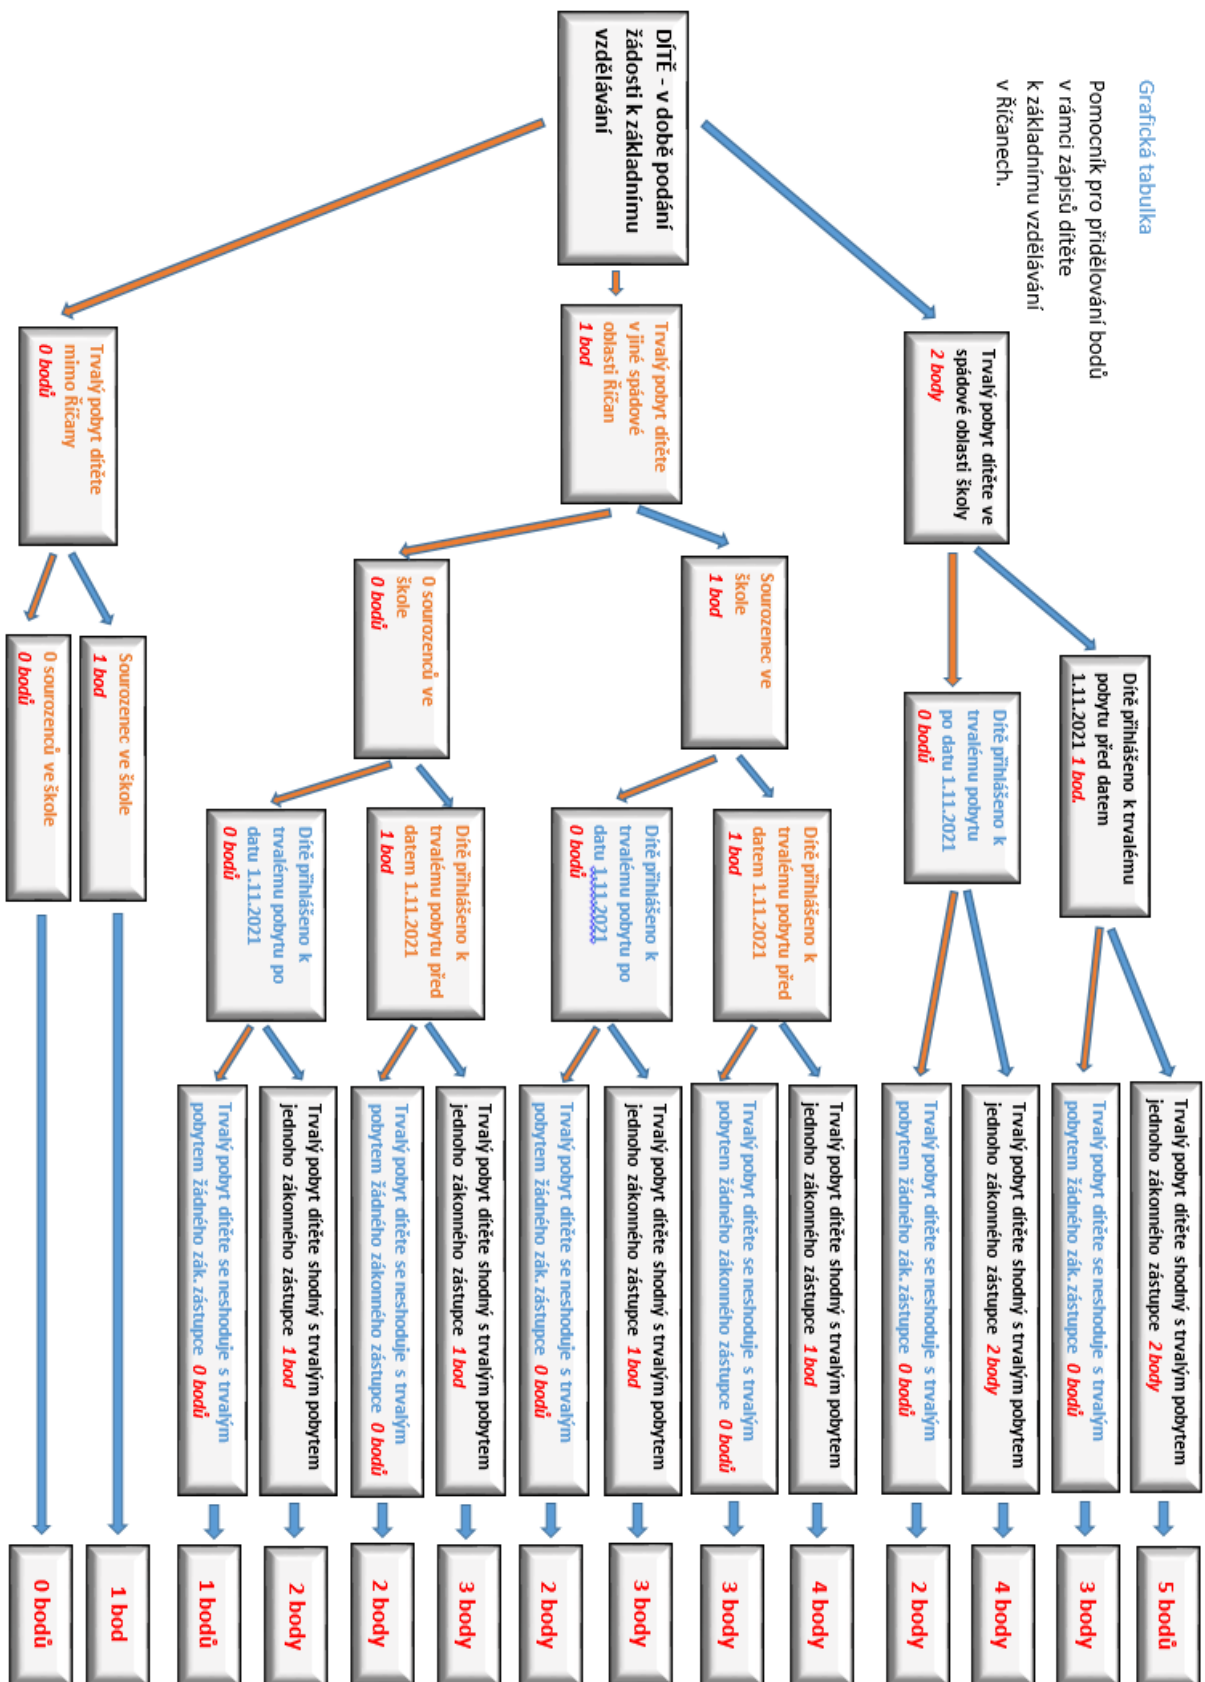 Grafická tabulka
Pomocník pro přidělování bodů
v rámci zápisů dítěte
k základnímu vzdělávání
v Říčanech.
DÍTĚ - v době podání
žádosti k základnímu
vzdělávání
Trvalý pobyt dítěte ve
spádové oblasti školy
2 body
Trvalý pobyt dítěte
v jiné spádové
oblasti Říčan
1 bod
Trvalý pobyt dítěte
mimo Říčany
0 bodů
Sourozenec ve
škole
1 bod
0 sourozenců ve
škole
0 bodů
Sourozenec ve škole
1 bod
0 sourozenců ve škole
0 bodů
Dítě přihlášeno k trvalému
pobytu před datem
1.11.2021 1 bod.
Dítě přihlášeno k
trvalému pobytu
po datu 1.11.2021
0 bodů
Dítě přihlášeno k
trvalému pobytu před
datem 1.11.2021
1 bod
Dítě přihlášeno k
trvalému pobytu po
datu 1.11.2021
0 bodů
Dítě přihlášeno k
trvalému pobytu před
datem 1.11.2021
1 bod
Dítě přihlášeno k
trvalému pobytu po
datu 1.11.2021
0 bodů
Trvalý pobyt dítěte shodný s trvalým pobytem
jednoho zákonného zástupce 2 body
Trvalý pobyt dítěte se neshoduje s trvalým
pobytem žádného zák. zástupce 0 bodů
Trvalý pobyt dítěte shodný s trvalým pobytem
jednoho zákonného zástupce 2 body
Trvalý pobyt dítěte se neshoduje s trvalým
pobytem žádného zák. zástupce 0 bodů
Trvalý pobyt dítěte shodný s trvalým pobytem
jednoho zákonného zástupce 1 bod
Trvalý pobyt dítěte se neshoduje s trvalým
pobytem žádného zákonného zástupce 0 bodů
Trvalý pobyt dítěte shodný s trvalým pobytem
jednoho zákonného zástupce 1 bod
Trvalý pobyt dítěte se neshoduje s trvalým
pobytem žádného zák. zástupce 0 bodů
Trvalý pobyt dítěte shodný s trvalým pobytem
jednoho zákonného zástupce 1 bod
Trvalý pobyt dítěte se neshoduje s trvalým
pobytem žádného zákonného zástupce 0 bodů
Trvalý pobyt dítěte shodný s trvalým pobytem
jednoho zákonného zástupce 1 bod
Trvalý pobyt dítěte se neshoduje s trvalým
pobytem žádného zák. zástupce 0 bodů
5 bodů
3 body
4 body
2 body
4 body
3 body
3 body
2 body
3 body
2 body
2 body
1 bodů
1 bod
0 bodů